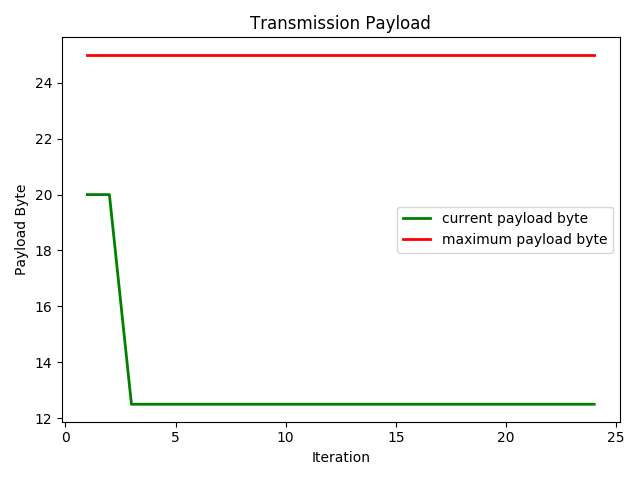 Transmission Payload
Payload Byte
24
22
20
18
16
14
12
current payload byte
maximum payload byte
0 5 10 15 20 25
Iteration